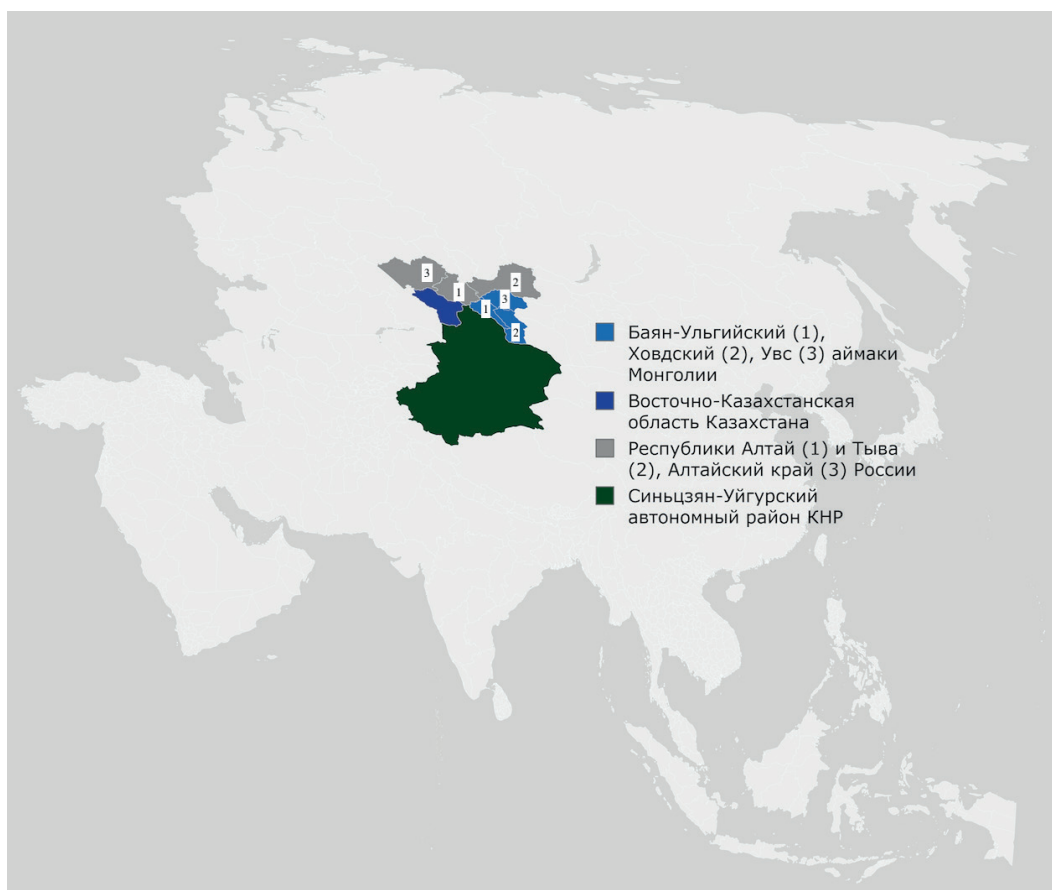 3
2
1
3
1
2
Баян-Ульгийский (1),
Ховдский (2), Увс (3) аймаки
Монголии
Восточно-Казахстанская
область Казахстана
Республики Алтай (1) и Тыва
(2), Алтайский край (3) России
Синьцзян-Уйгурский
автономный район КНР